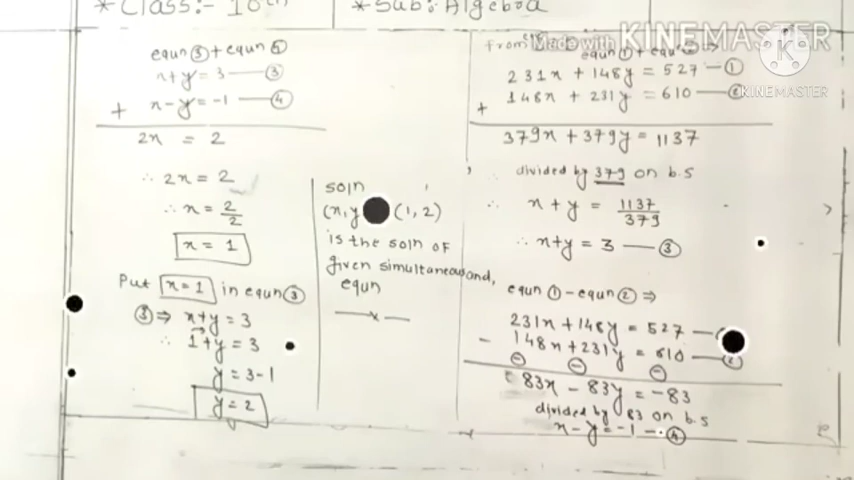 *Class:- 10th
*Sub: Algebra
equn ③ + equn ⑤
x+y = 3 — ③
+ x-y = -1 — ④
2x = 2
∴ 2x = 2
∴ x = 2/2
x = 1
Put x=1 in equn ③
③ ⇒ x+y = 3
∴ 1+y = 3
y = 3-1
y = 2
soln
(x,y (1,2)
is the soln of
given simultaneous
equn
—x—
from
equn ① + equn ⇒
231x + 148y = 527 — ①
+ 148x + 231y = 610 —
379x + 379y = 1137
∴ divided by 379 on b.s
∴ x + y = 1137/379
∴ x+y = 3 — ③
and,
equn ① - equn ② ⇒
231x + 148y = 527 —
- 148x + 231y = 610 — ②
⊖ ⊖ ⊖
83x - 83y = -83
divided by 83 on b.s
x - y = -1 — ④
Made with KINEMASTER
KINEMASTER